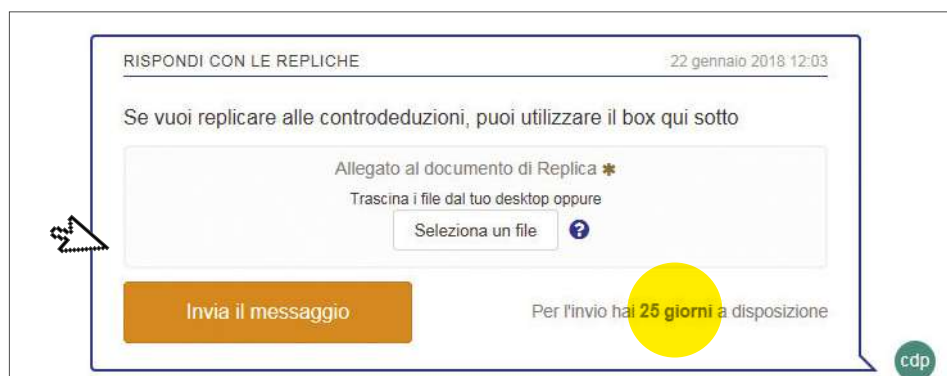 RISPONDI CON LE REPLICHE 22 gennaio 2018 12:03
Se vuoi replicare alle controdeduzioni, puoi utilizzare il box qui sotto
Allegato al documento di Replica ✱
Trascina i file dal tuo desktop oppure
Seleziona un file ?
Invia il messaggio Per l'invio hai 25 giorni a disposizione
cdp